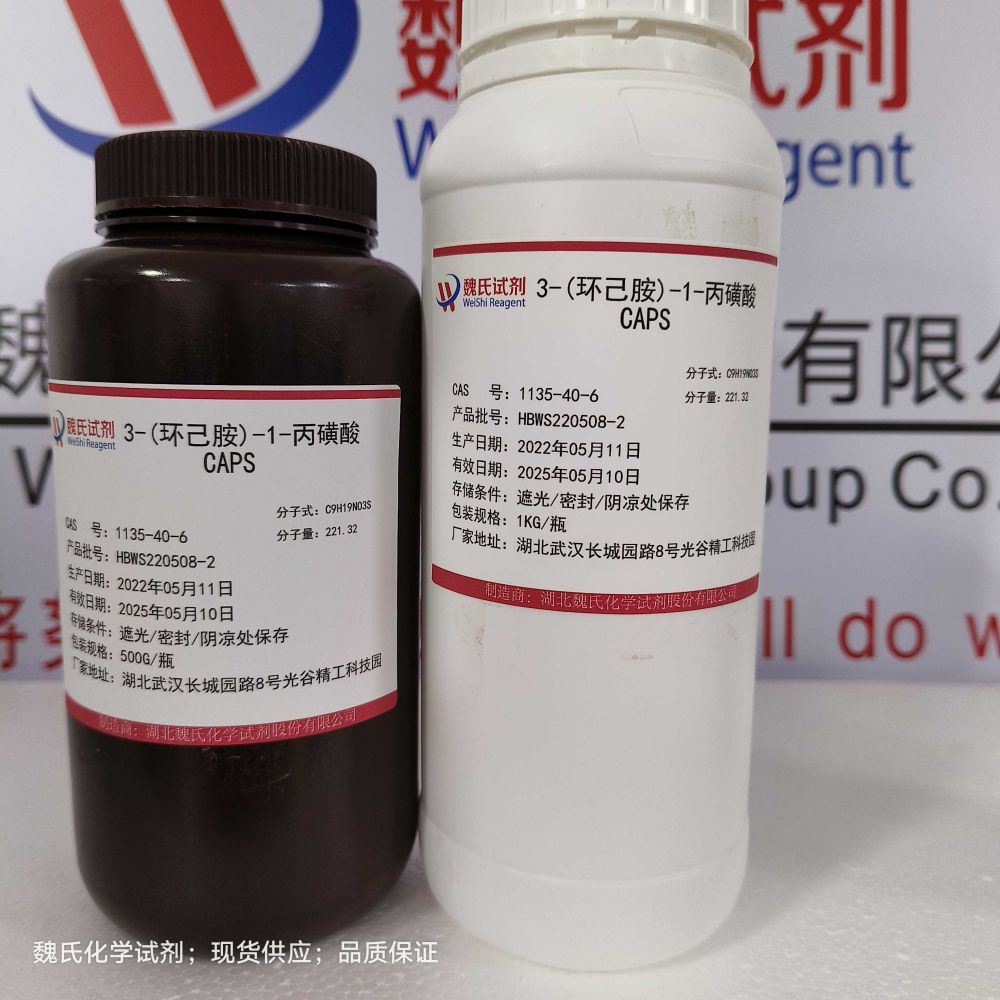 试剂
WeiShi Reagent
有限公
oup Co.
ll do w
魏氏试剂
WeiShi Reagent
3-(环己胺)-1-丙磺酸
CAPS
分子式：C9H19NO3S
分子量：221.32
CAS 号：1135-40-6
产品批号：HBWS220508-2
生产日期：2022年05月11日
有效日期：2025年05月10日
存储条件：遮光/密封/阴凉处保存
包装规格：500G/瓶
厂家地址：湖北武汉长城园路8号光谷精工科技园
制造商：湖北魏氏化学试剂股份有限公司
魏氏试剂
WeiShi Reagent
3-(环己胺)-1-丙磺酸
CAPS
分子式：C9H19NO3S
分子量：221.32
CAS 号：1135-40-6
产品批号：HBWS220508-2
生产日期：2022年05月11日
有效日期：2025年05月10日
存储条件：遮光/密封/阴凉处保存
包装规格：1KG/瓶
厂家地址：湖北武汉长城园路8号光谷精工科技园
制造商：湖北魏氏化学试剂股份有限公司
魏氏化学试剂；现货供应；品质保证